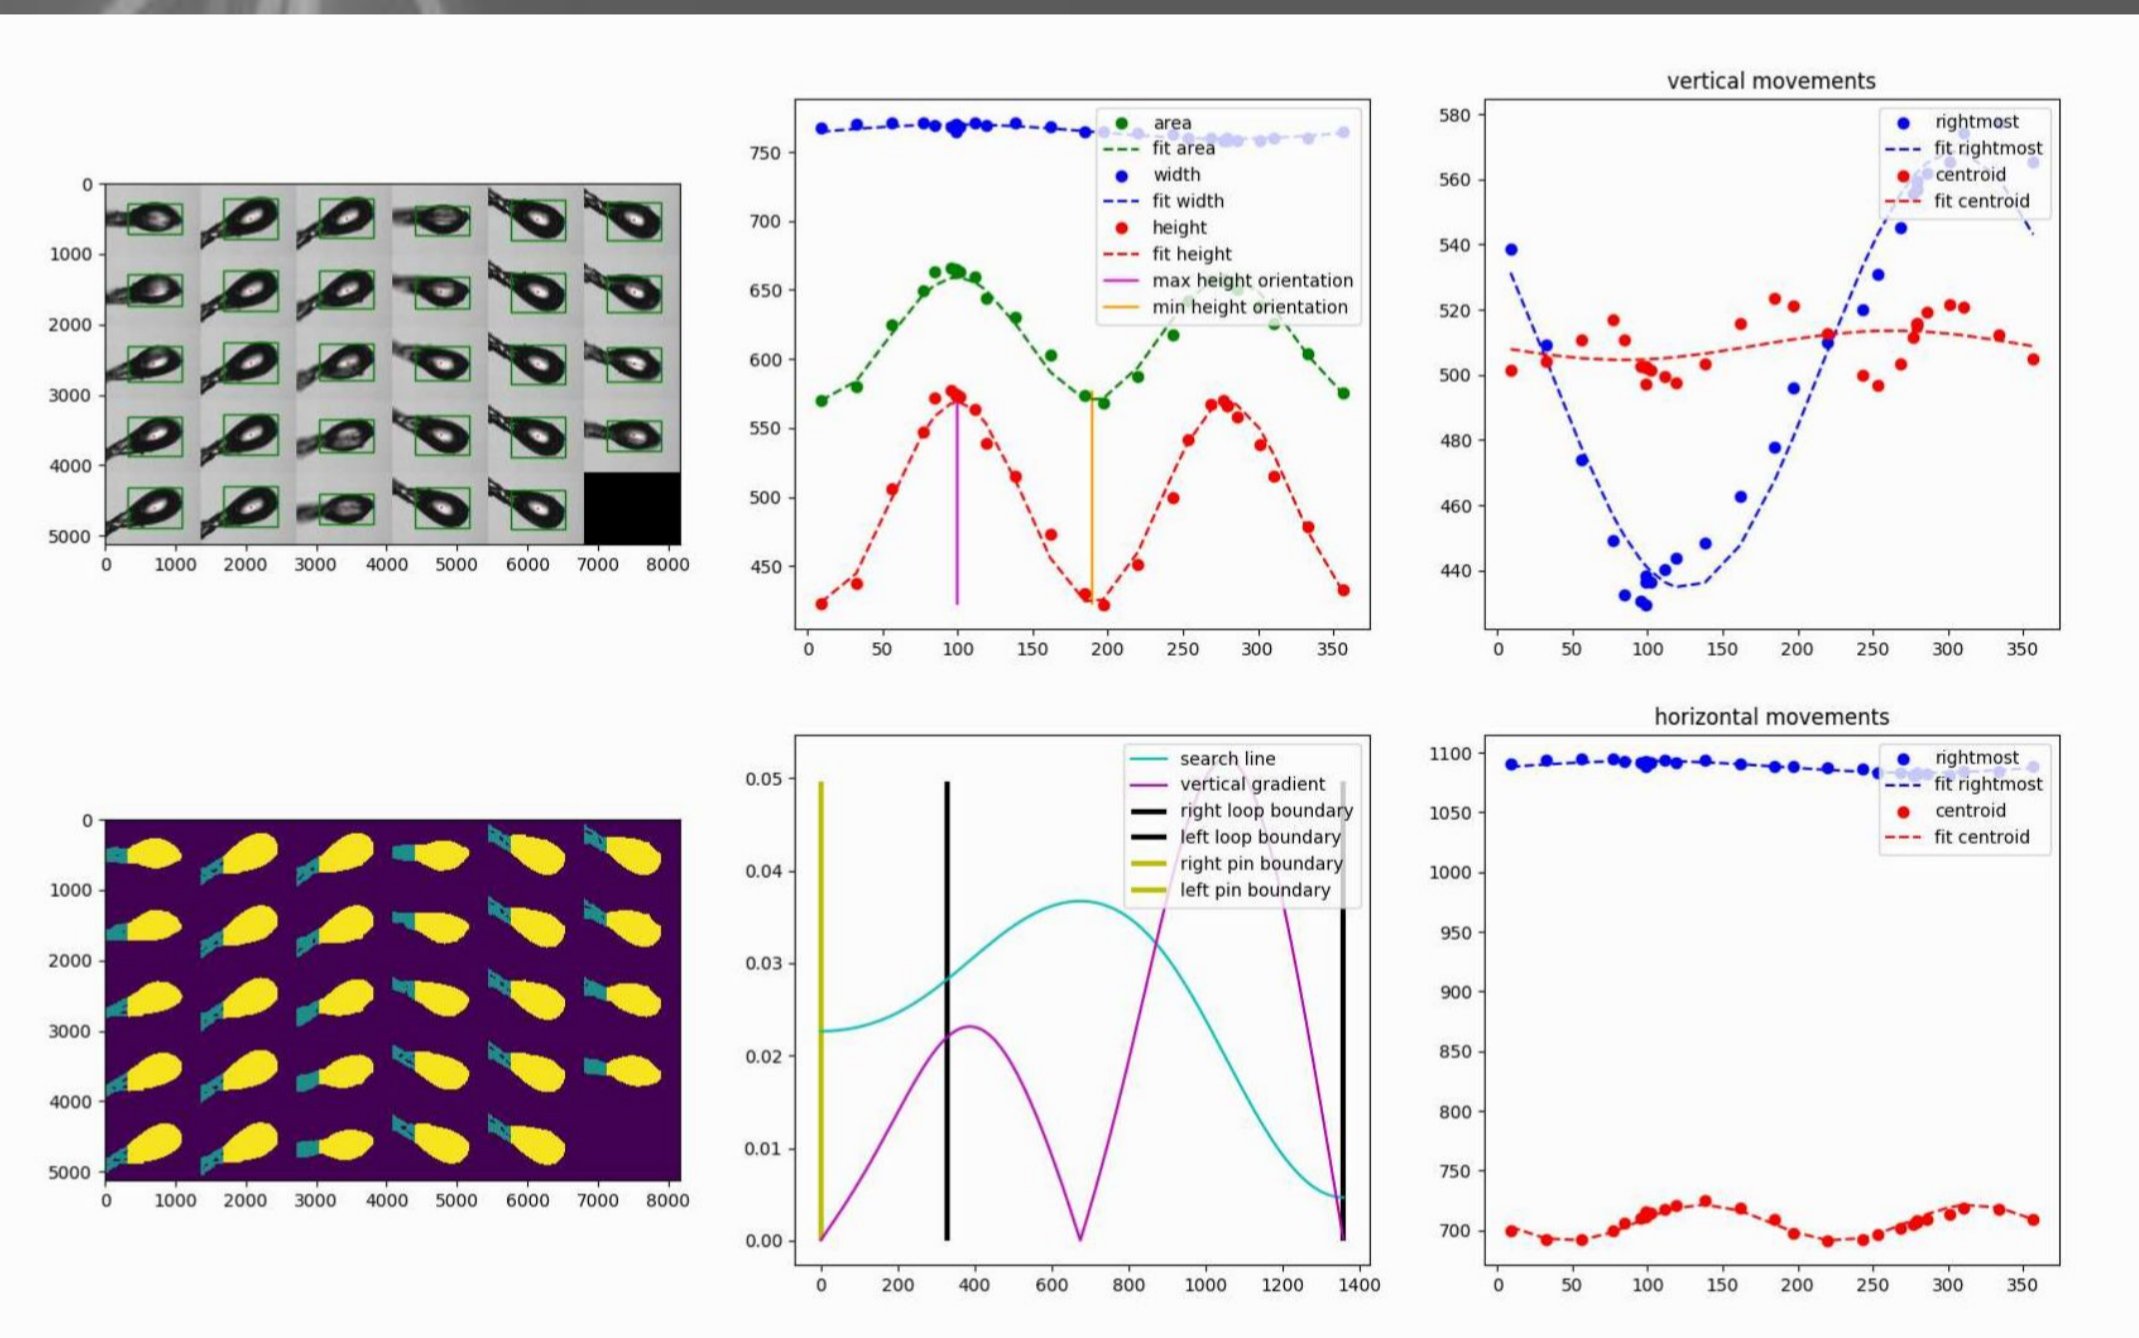 0
1000
2000
3000
4000
5000
0 1000 2000 3000 4000 5000 6000 7000 8000
750
700
650
600
550
500
450
0 50 100 150 200 250 300 350
area
fit area
width
fit width
height
fit height
max height orientation
min height orientation
vertical movements
580
560
540
520
500
480
460
440
0 50 100 150 200 250 300 350
rightmost
fit rightmost
centroid
fit centroid
0
1000
2000
3000
4000
5000
0 1000 2000 3000 4000 5000 6000 7000 8000
0.05
0.04
0.03
0.02
0.01
0.00
0 200 400 600 800 1000 1200 1400
search line
vertical gradient
right loop boundary
left loop boundary
right pin boundary
left pin boundary
horizontal movements
1100
1050
1000
950
900
850
800
750
700
0 50 100 150 200 250 300 350
rightmost
fit rightmost
centroid
fit centroid